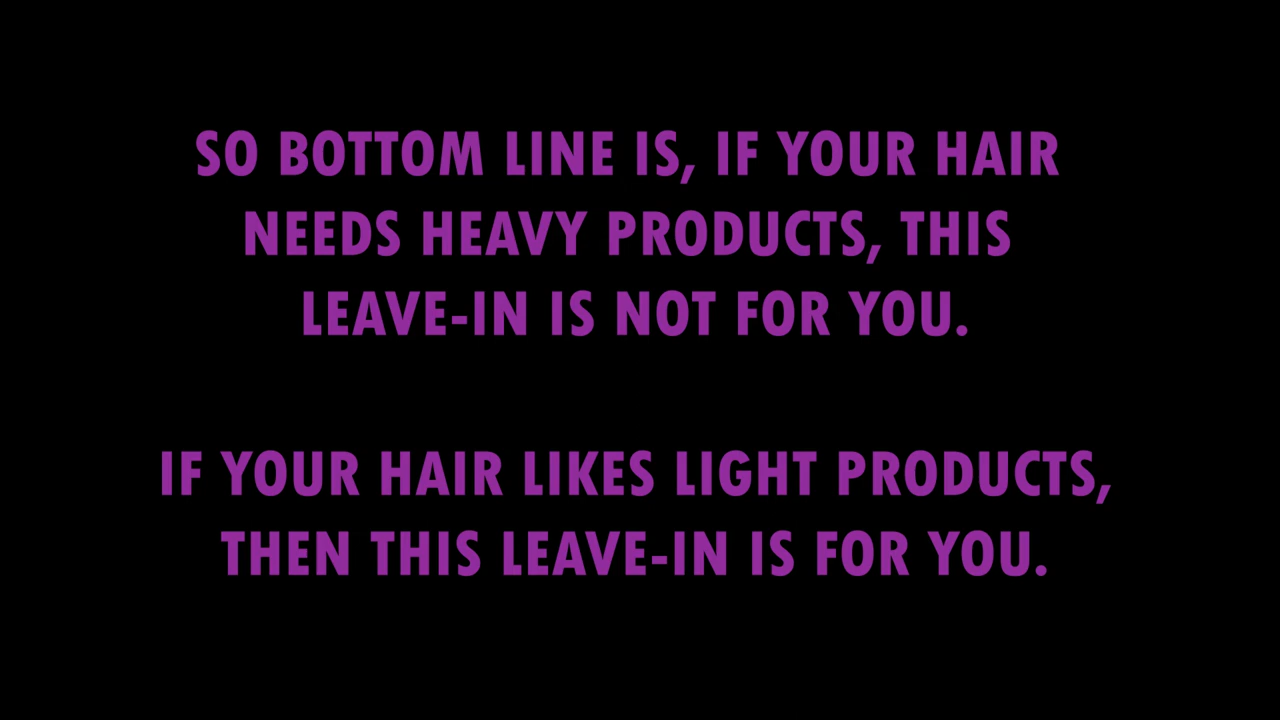 SO BOTTOM LINE IS, IF YOUR HAIR
NEEDS HEAVY PRODUCTS, THIS
LEAVE-IN IS NOT FOR YOU.
IF YOUR HAIR LIKES LIGHT PRODUCTS,
THEN THIS LEAVE-IN IS FOR YOU.